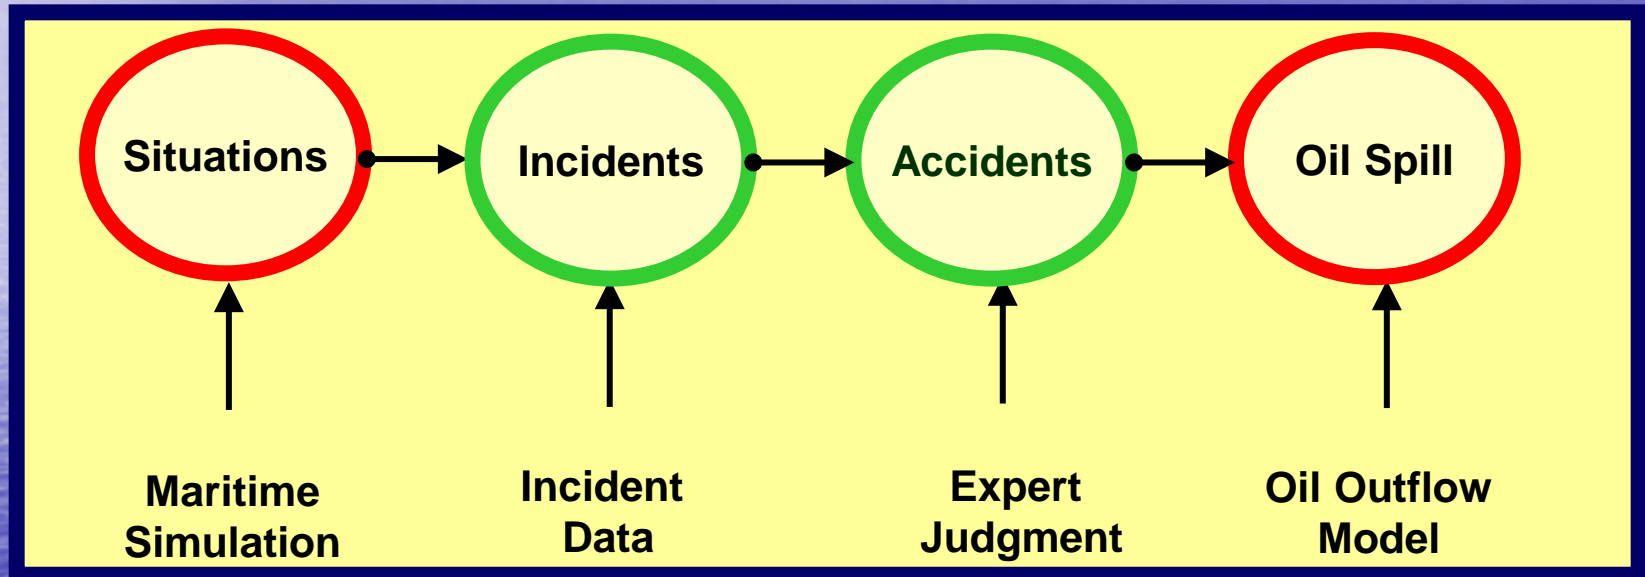 Situations
Incidents
Accidents
Oil Spill
Maritime
Simulation
Incident
Data
Expert
Judgment
Oil Outflow
Model